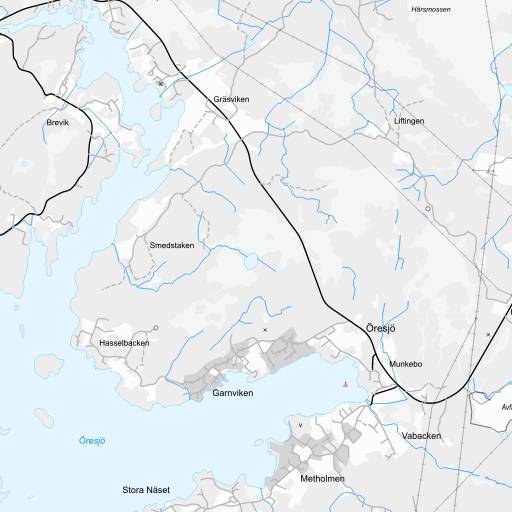 Härsmossen
Gräsviken
Brevik
Liftingen
Smedstaken
Öresjö
Hasselbacken
Munkebo
Garnviken
Öresjö
Vabacken
Metholmen
Stora Näset